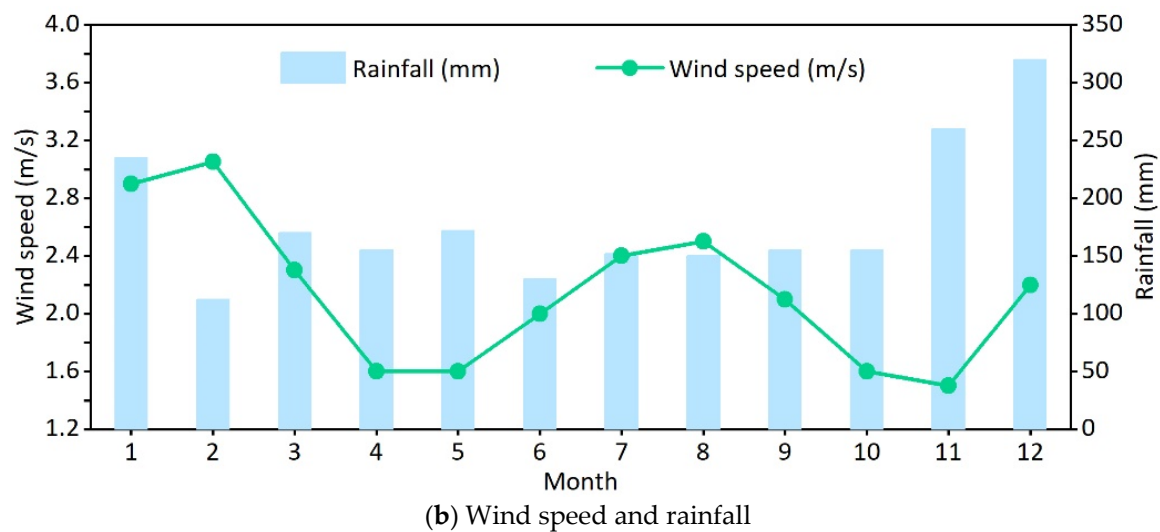 4.0
3.6
3.2
2.8
2.4
2.0
1.6
1.2
Wind speed (m/s)
Rainfall (mm)
Wind speed (m/s)
350
300
250
200
150
100
50
0
Rainfall (mm)
1 2 3 4 5 6 7 8 9 10 11 12
Month
(b) Wind speed and rainfall